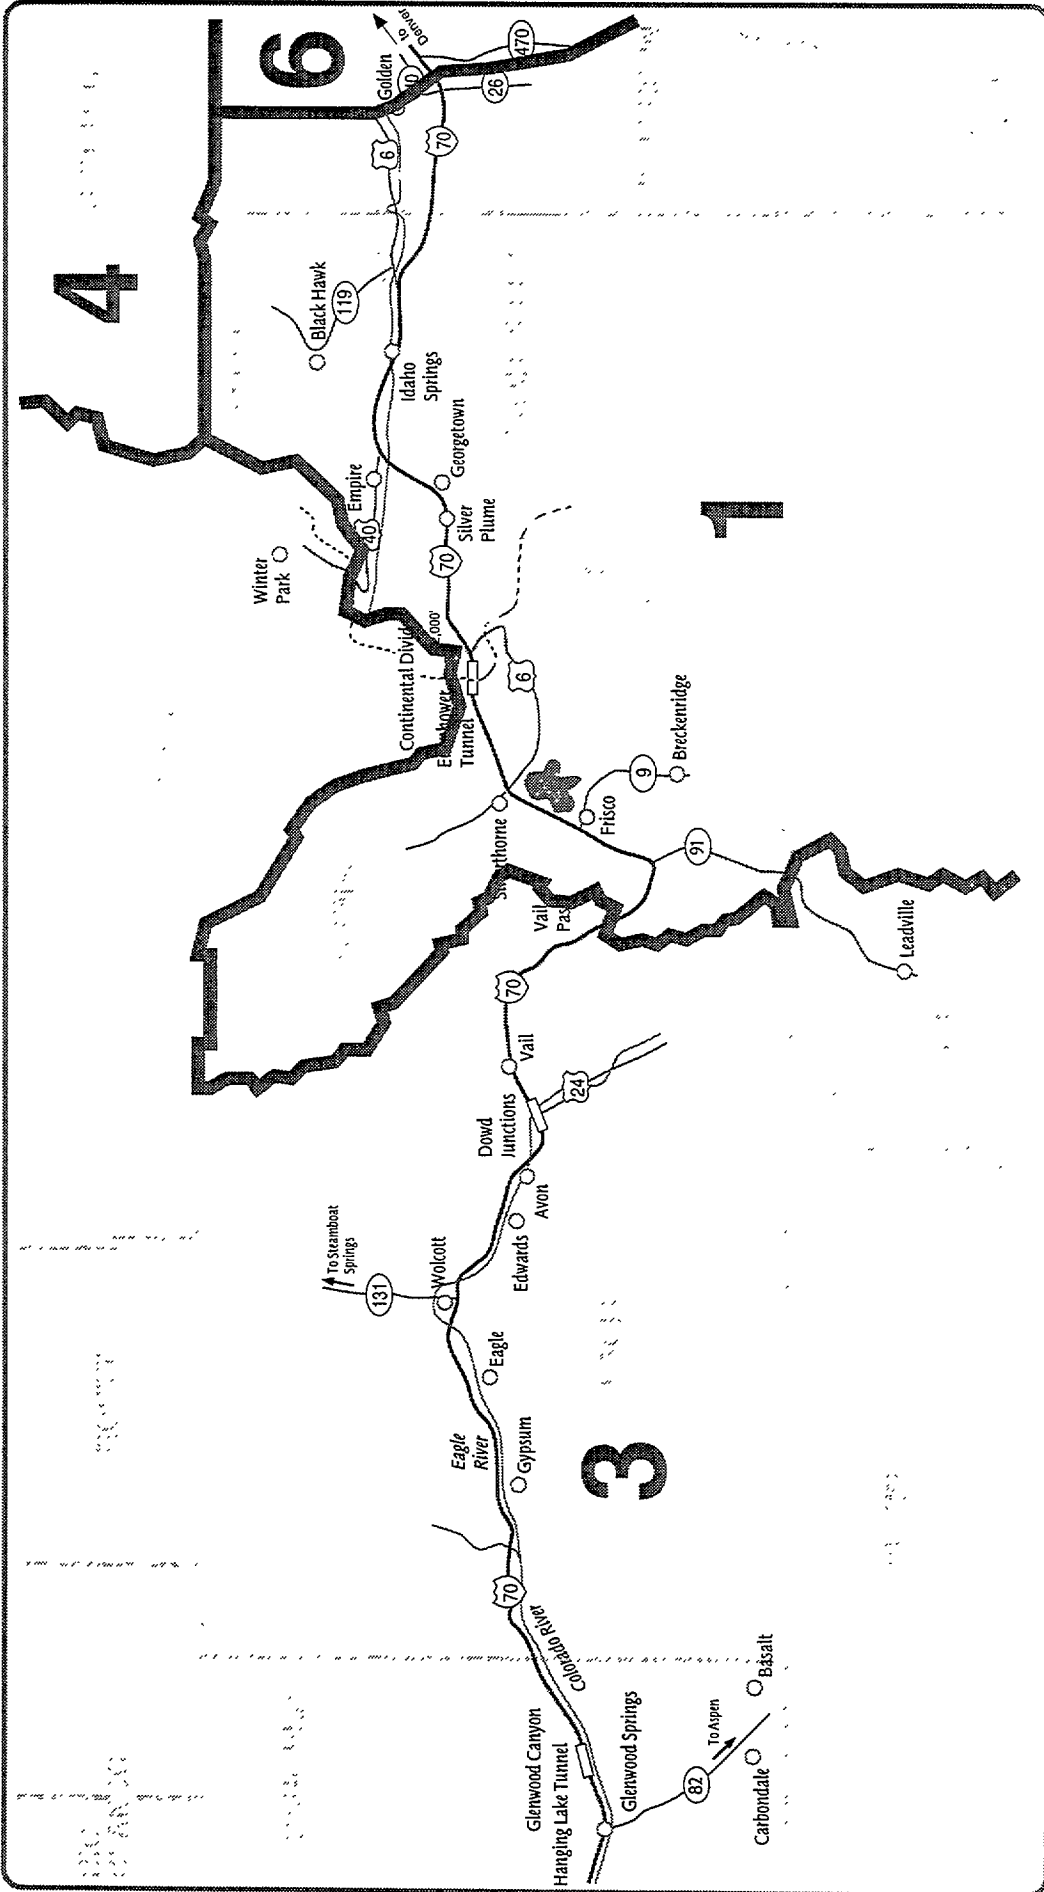 4
6
Golden
to
Denver
40
470
26
6
70
Black Hawk
119
Idaho
Springs
Georgetown
Empire
40
Silver
Plume
70
Winter
Park
Continental
Tunnel
6
1
9
Breckenridge
Frisco
91
Vail
Leadville
70
Vail
24
Dowd
Junctions
Avon
Edwards
To Steamboat
Springs
131
Wolcott
Eagle
Eagle
River
Gypsum
3
70
Colorado River
Glenwood Canyon
Hanging Lake Tunnel
Glenwood Springs
82
To Aspen
Basalt
Carbondale